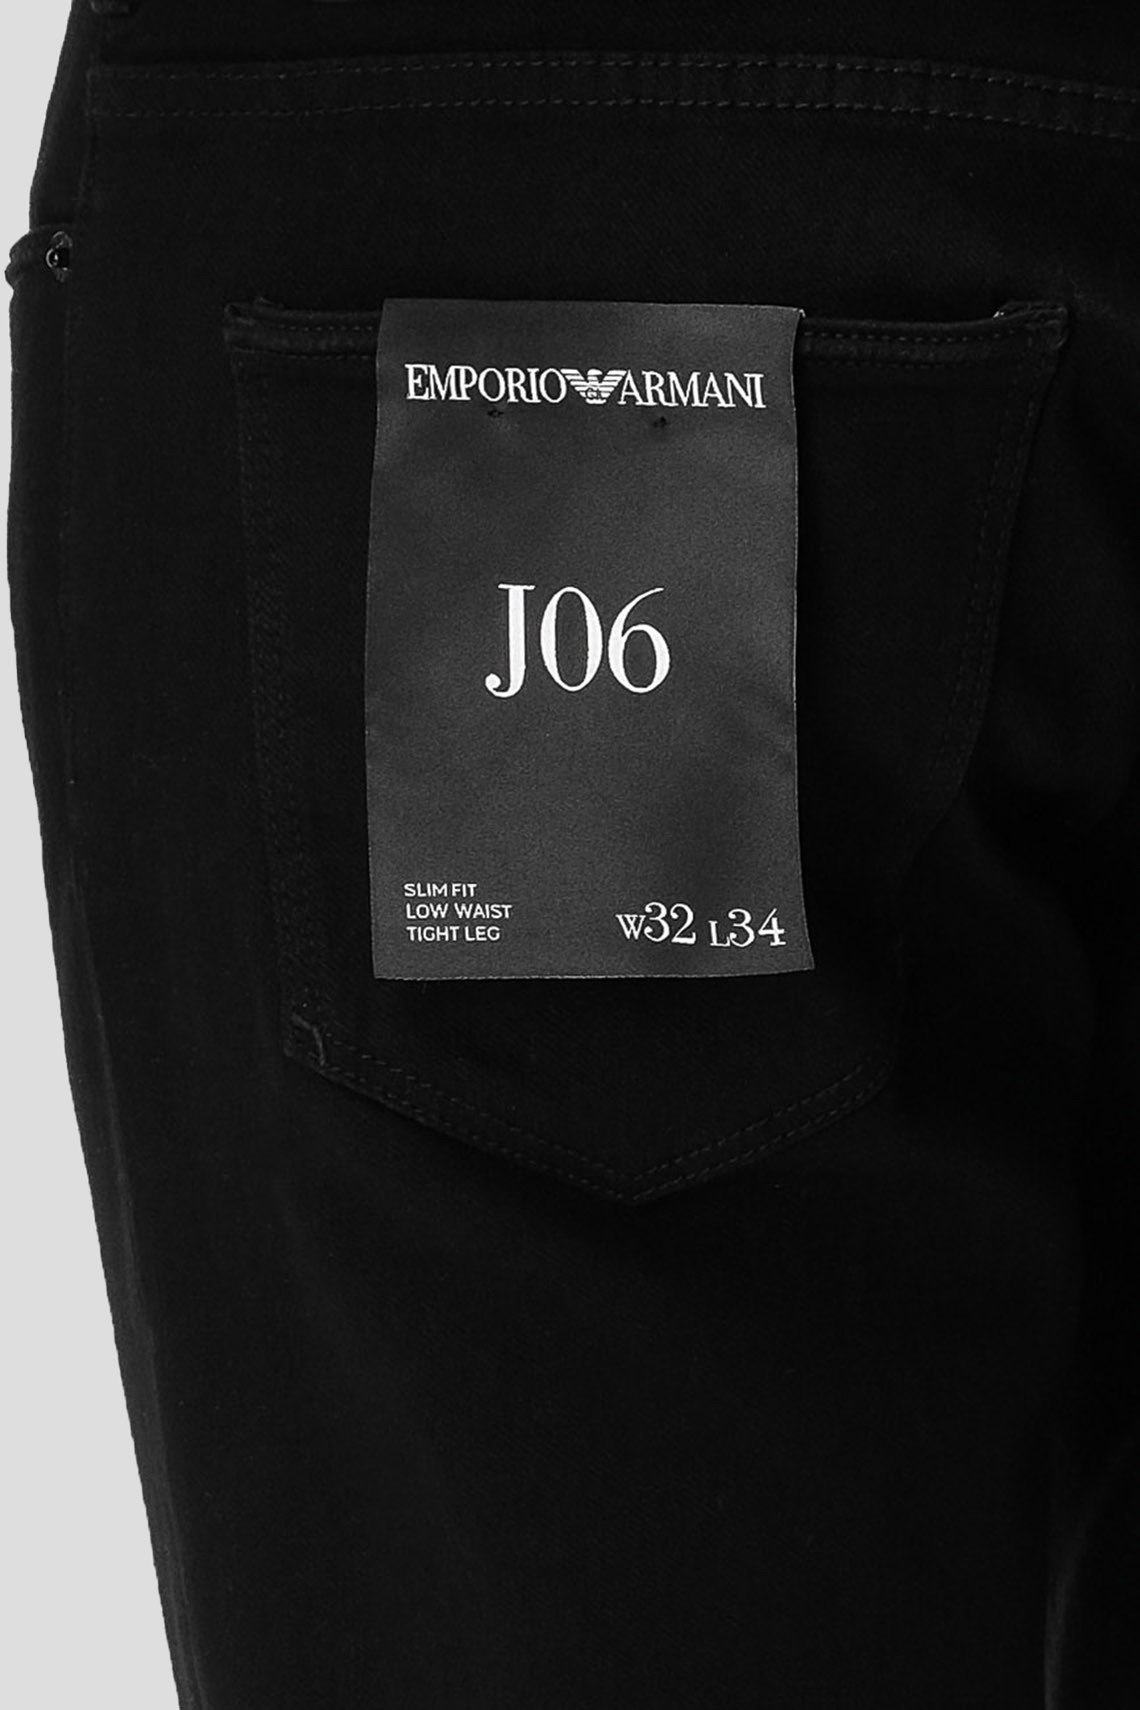 EMPORIO ARMANI
J06
SLIM FIT
LOW WAIST
TIGHT LEG
W32 L34